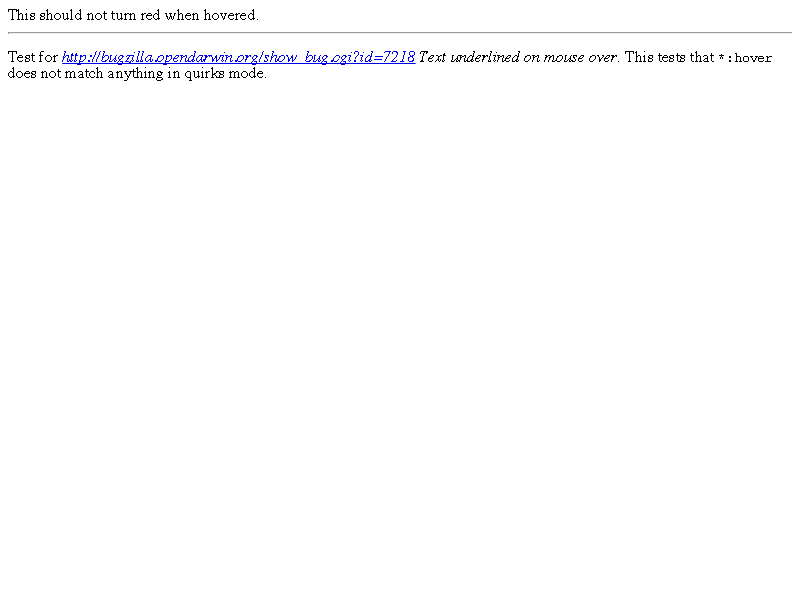 This should not turn red when hovered.
Test for http://bugzilla.opendarwin.org/show_bug.cgi?id=7218 Text underlined on mouse over. This tests that *:hover
does not match anything in quirks mode.